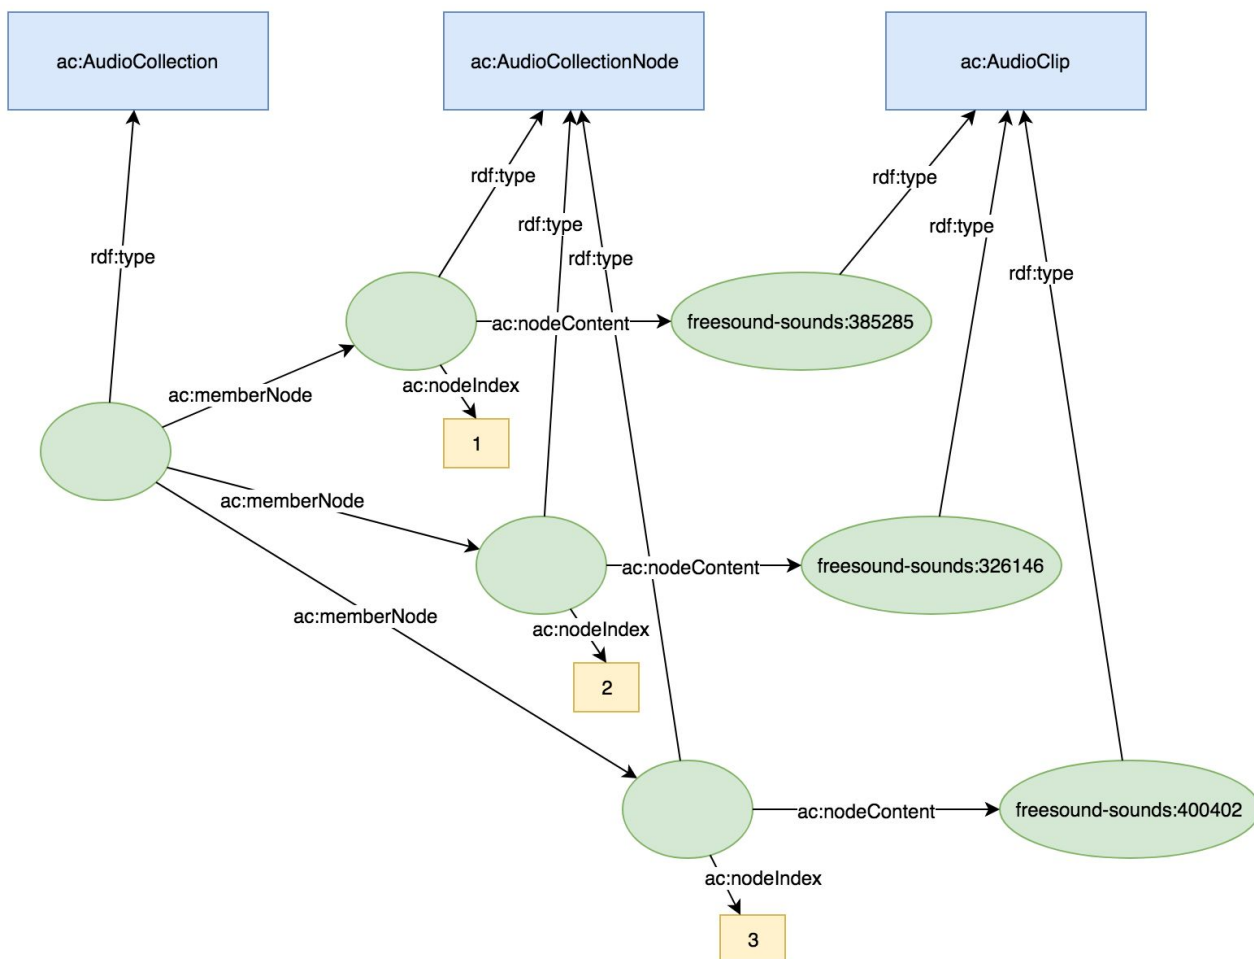 ac:AudioCollection
ac:AudioCollectionNode
ac:AudioClip
rdf:type
rdf:type
rdf:type
rdf:type
rdf:type
rdf:type
rdf:type
ac:nodeContent
freesound-sounds:385285
ac:memberNode
ac:nodeIndex
1
ac:memberNode
ac:nodeContent
freesound-sounds:326146
ac:memberNode
ac:nodeIndex
2
ac:nodeContent
freesound-sounds:400402
ac:nodeIndex
3